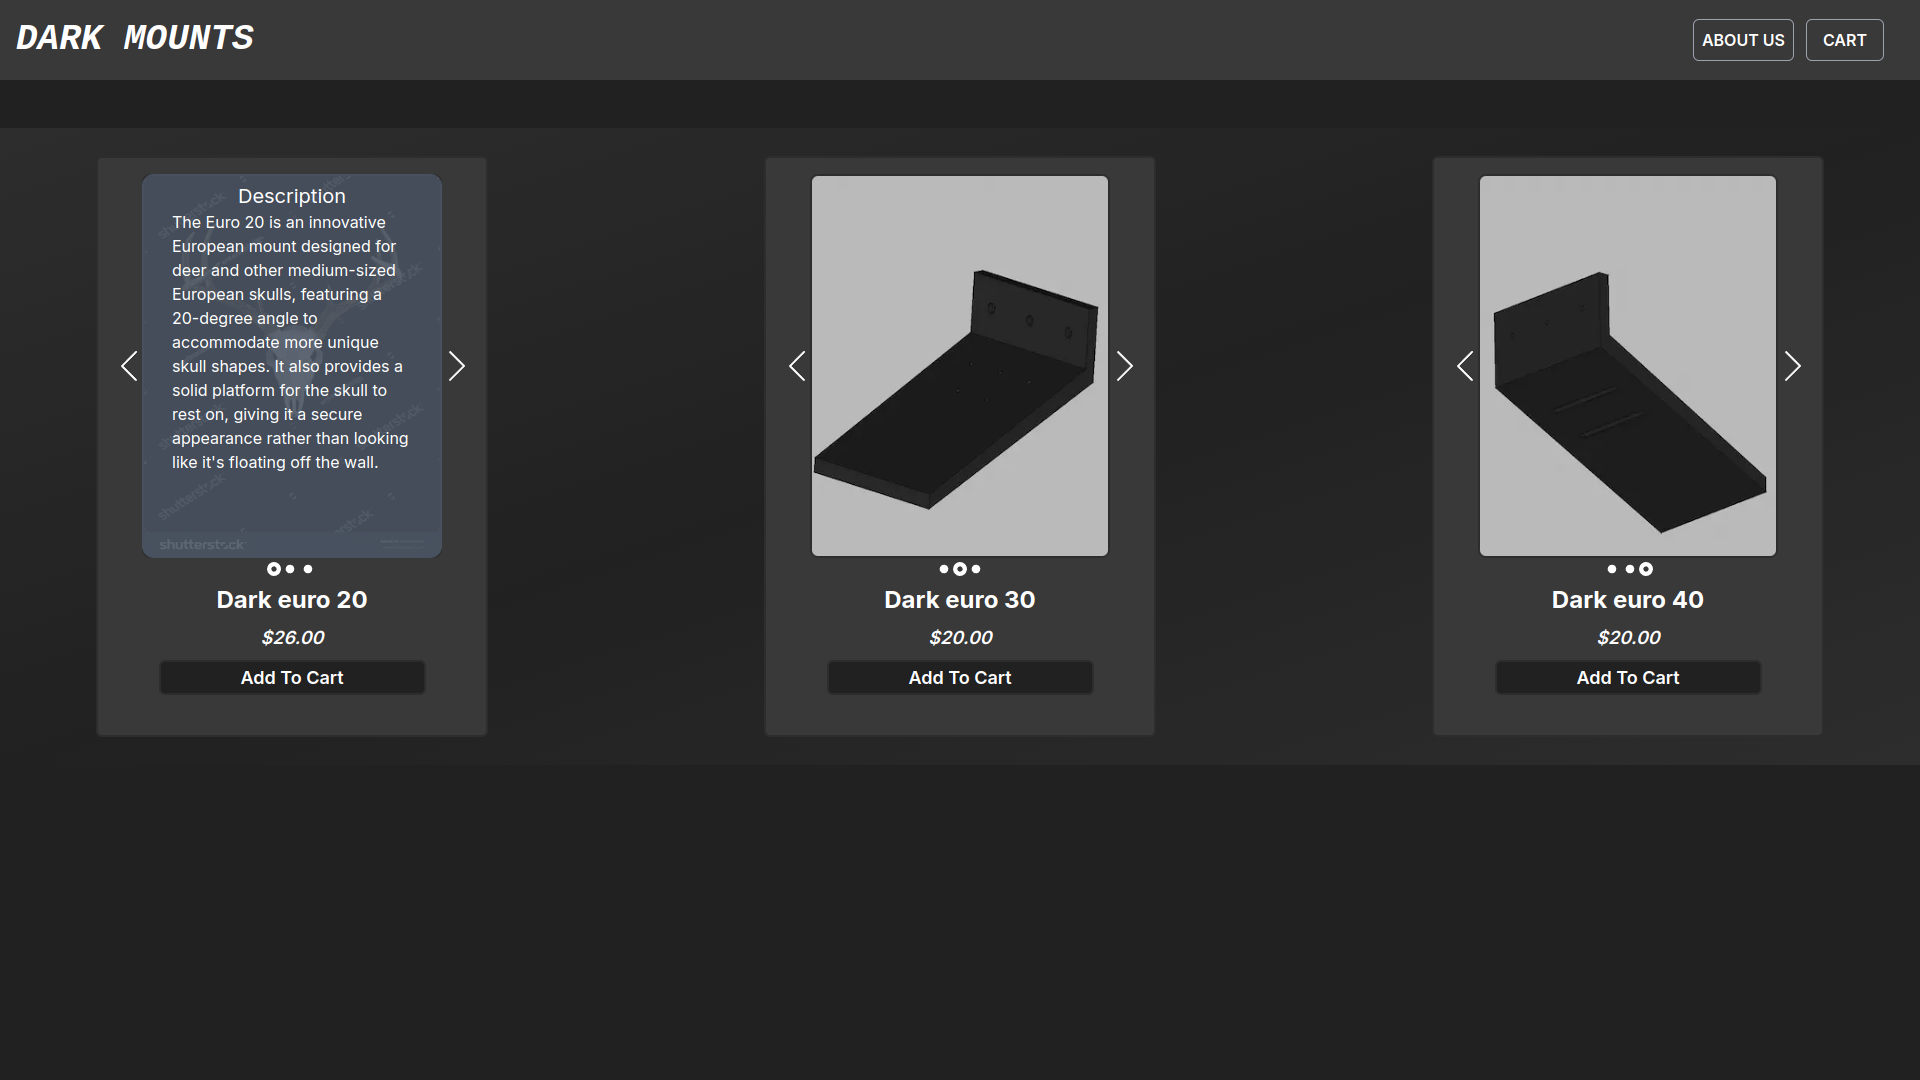 DARK MOUNTS
ABOUT US
CART
Description
The Euro 20 is an innovative
European mount designed for
deer and other medium-sized
European skulls, featuring a
20-degree angle to
accommodate more unique
skull shapes. It also provides a
solid platform for the skull to
rest on, giving it a secure
appearance rather than looking
like it's floating off the wall.
shutterstock
Dark euro 20
$26.00
Add To Cart
Dark euro 30
$20.00
Add To Cart
Dark euro 40
$20.00
Add To Cart